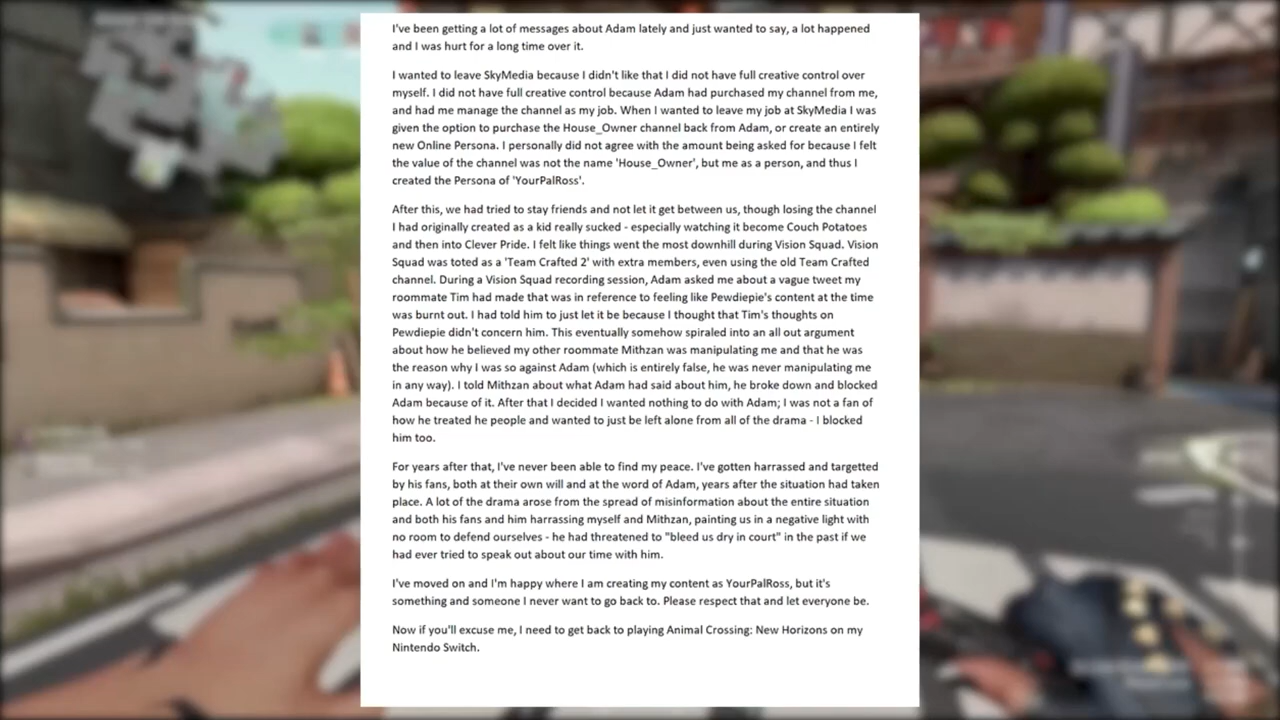 I've been getting a lot of messages about Adam lately and just wanted to say, a lot happened
and I was hurt for a long time over it.
I wanted to leave SkyMedia because I didn't like that I did not have full creative control over
myself. I did not have full creative control because Adam had purchased my channel from me,
and had me manage the channel as my job. When I wanted to leave my job at SkyMedia I was
given the option to purchase the House_Owner channel back from Adam, or create an entirely
new Online Persona. I personally did not agree with the amount being asked for because I felt
the value of the channel was not the name 'House_Owner', but me as a person, and thus I
created the Persona of 'YourPalRoss'.
After this, we had tried to stay friends and not let it get between us, though losing the channel
I had originally created as a kid really sucked - especially watching it become Couch Potatoes
and then into Clever Pride. I felt like things went the most downhill during Vision Squad. Vision
Squad was toted as a 'Team Crafted 2' with extra members, even using the old Team Crafted
channel. During a Vision Squad recording session, Adam asked me about a vague tweet my
roommate Tim had made that was in reference to feeling like Pewdiepie's content at the time
was burnt out. I had told him to just let it be because I thought that Tim's thoughts on
Pewdiepie didn't concern him. This eventually somehow spiraled into an all out argument
about how he believed my other roommate Mithzan was manipulating me and that he was
the reason why I was so against Adam (which is entirely false, he was never manipulating me
in any way). I told Mithzan about what Adam had said about him, he broke down and blocked
Adam because of it. After that I decided I wanted nothing to do with Adam; I was not a fan of
how he treated he people and wanted to just be left alone from all of the drama - I blocked
him too.
For years after that, I've never been able to find my peace. I've gotten harrassed and targetted
by his fans, both at their own will and at the word of Adam, years after the situation had taken
place. A lot of the drama arose from the spread of misinformation about the entire situation
and both his fans and him harrassing myself and Mithzan, painting us in a negative light with
no room to defend ourselves - he had threatened to "bleed us dry in court" in the past if we
had ever tried to speak out about our time with him.
I've moved on and I'm happy where I am creating my content as YourPalRoss, but it's
something and someone I never want to go back to. Please respect that and let everyone be.
Now if you'll excuse me, I need to get back to playing Animal Crossing: New Horizons on my
Nintendo Switch.